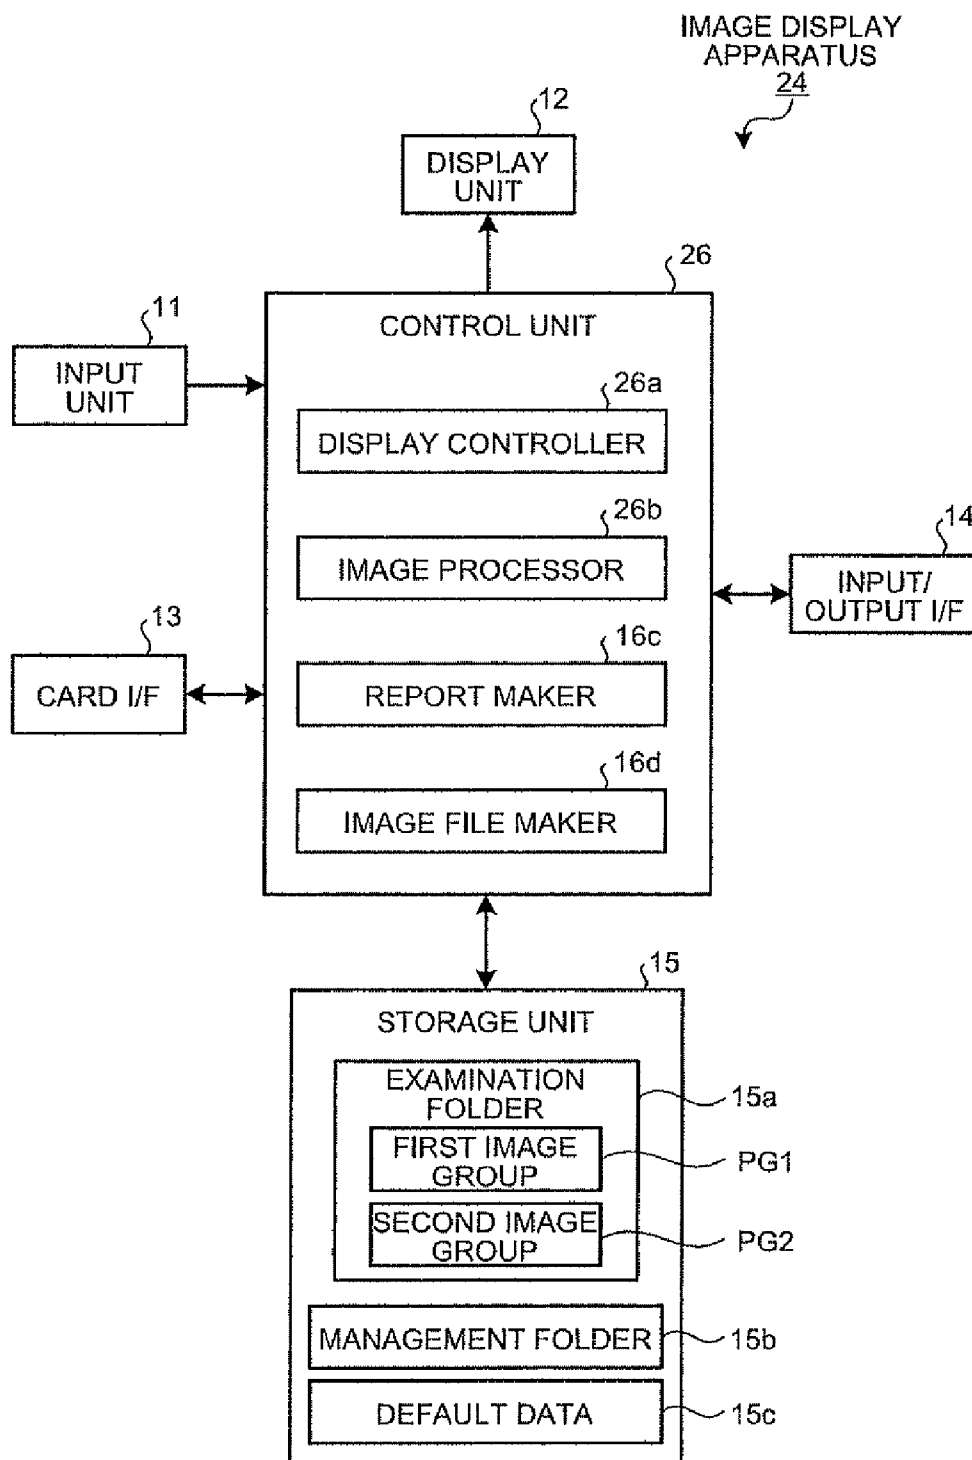 IMAGE DISPLAY
APPARATUS
24
12
DISPLAY
UNIT
26
CONTROL UNIT
11
INPUT
UNIT
26a
DISPLAY CONTROLLER
26b
IMAGE PROCESSOR
14
INPUT/
OUTPUT I/F
13
CARD I/F
16c
REPORT MAKER
16d
IMAGE FILE MAKER
15
STORAGE UNIT
EXAMINATION
FOLDER
15a
FIRST IMAGE
GROUP
PG1
SECOND IMAGE
GROUP
PG2
MANAGEMENT FOLDER
15b
DEFAULT DATA
15c